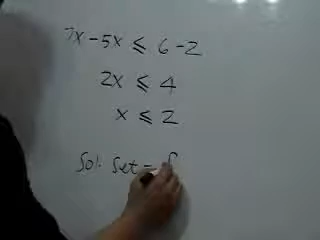 7x - 5x ≤ 6 - 2
2x ≤ 4
x ≤ 2
Sol. Set = {